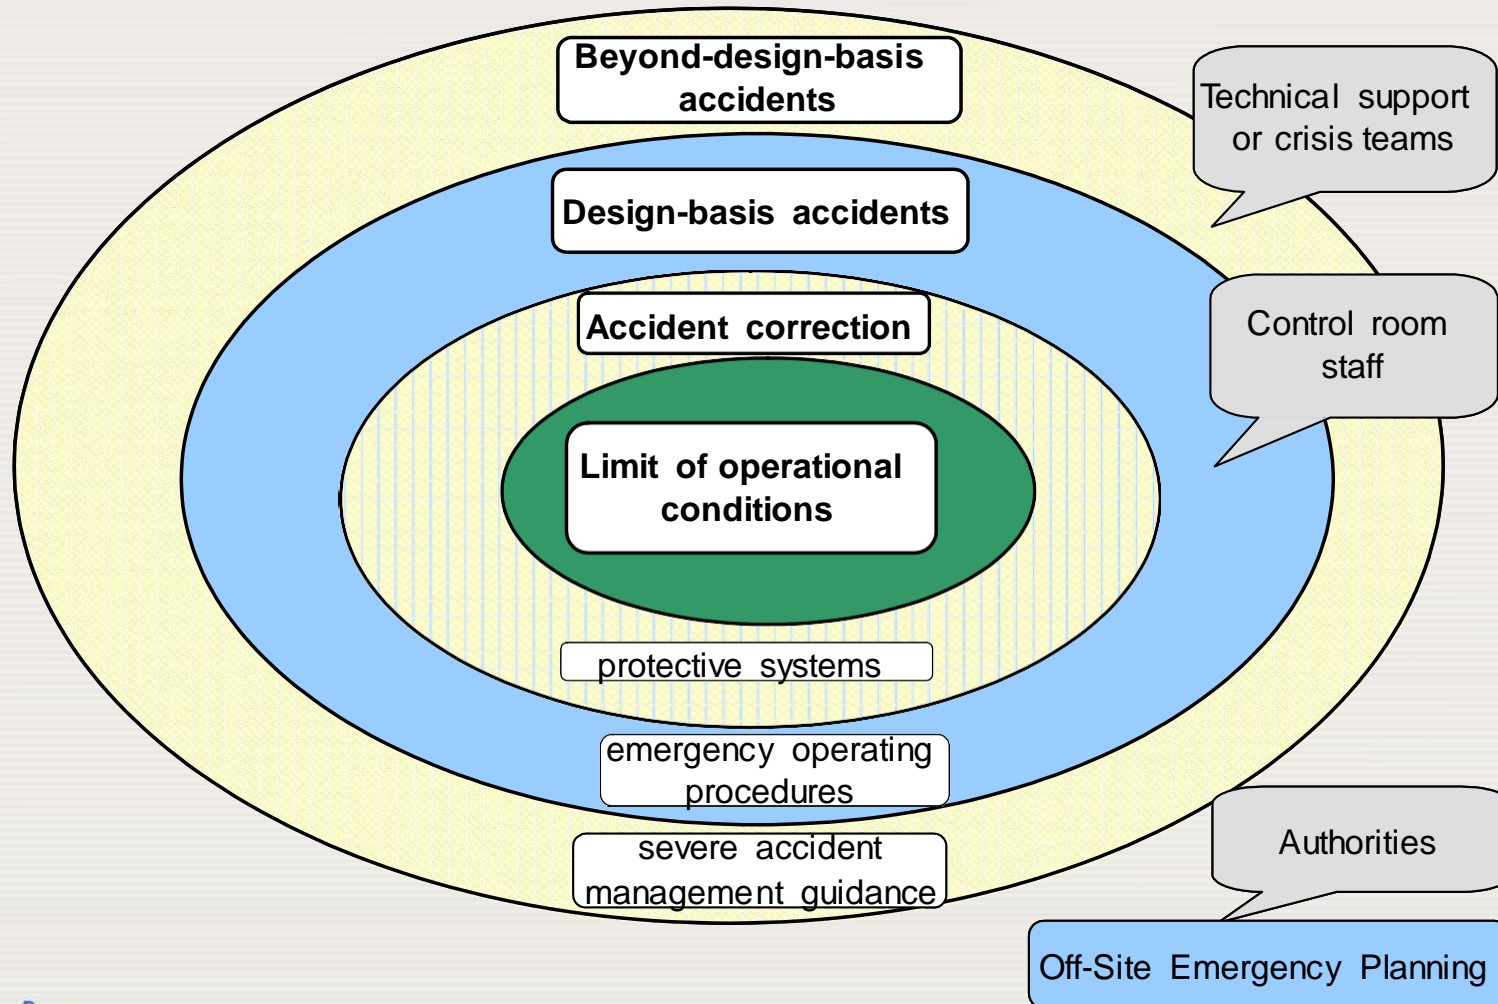 Beyond-design-basis
accidents
Technical support
or crisis teams
Design-basis accidents
Accident correction
Control room
staff
Limit of operational
conditions
protective systems
emergency operating
procedures
severe accident
management guidance
Authorities
Off-Site Emergency Planning